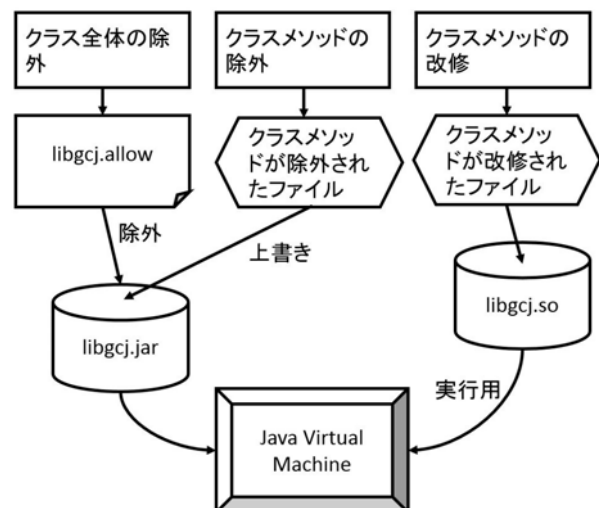 クラス全体の除
外
クラスメソッドの
除外
クラスメソッドの
改修
libgcj.allow
クラスメソッ
ドが除外され
たファイル
クラスメソッ
ドが改修され
たファイル
除外
上書き
libgcj.jar
libgcj.so
実行用
Java Virtual
Machine